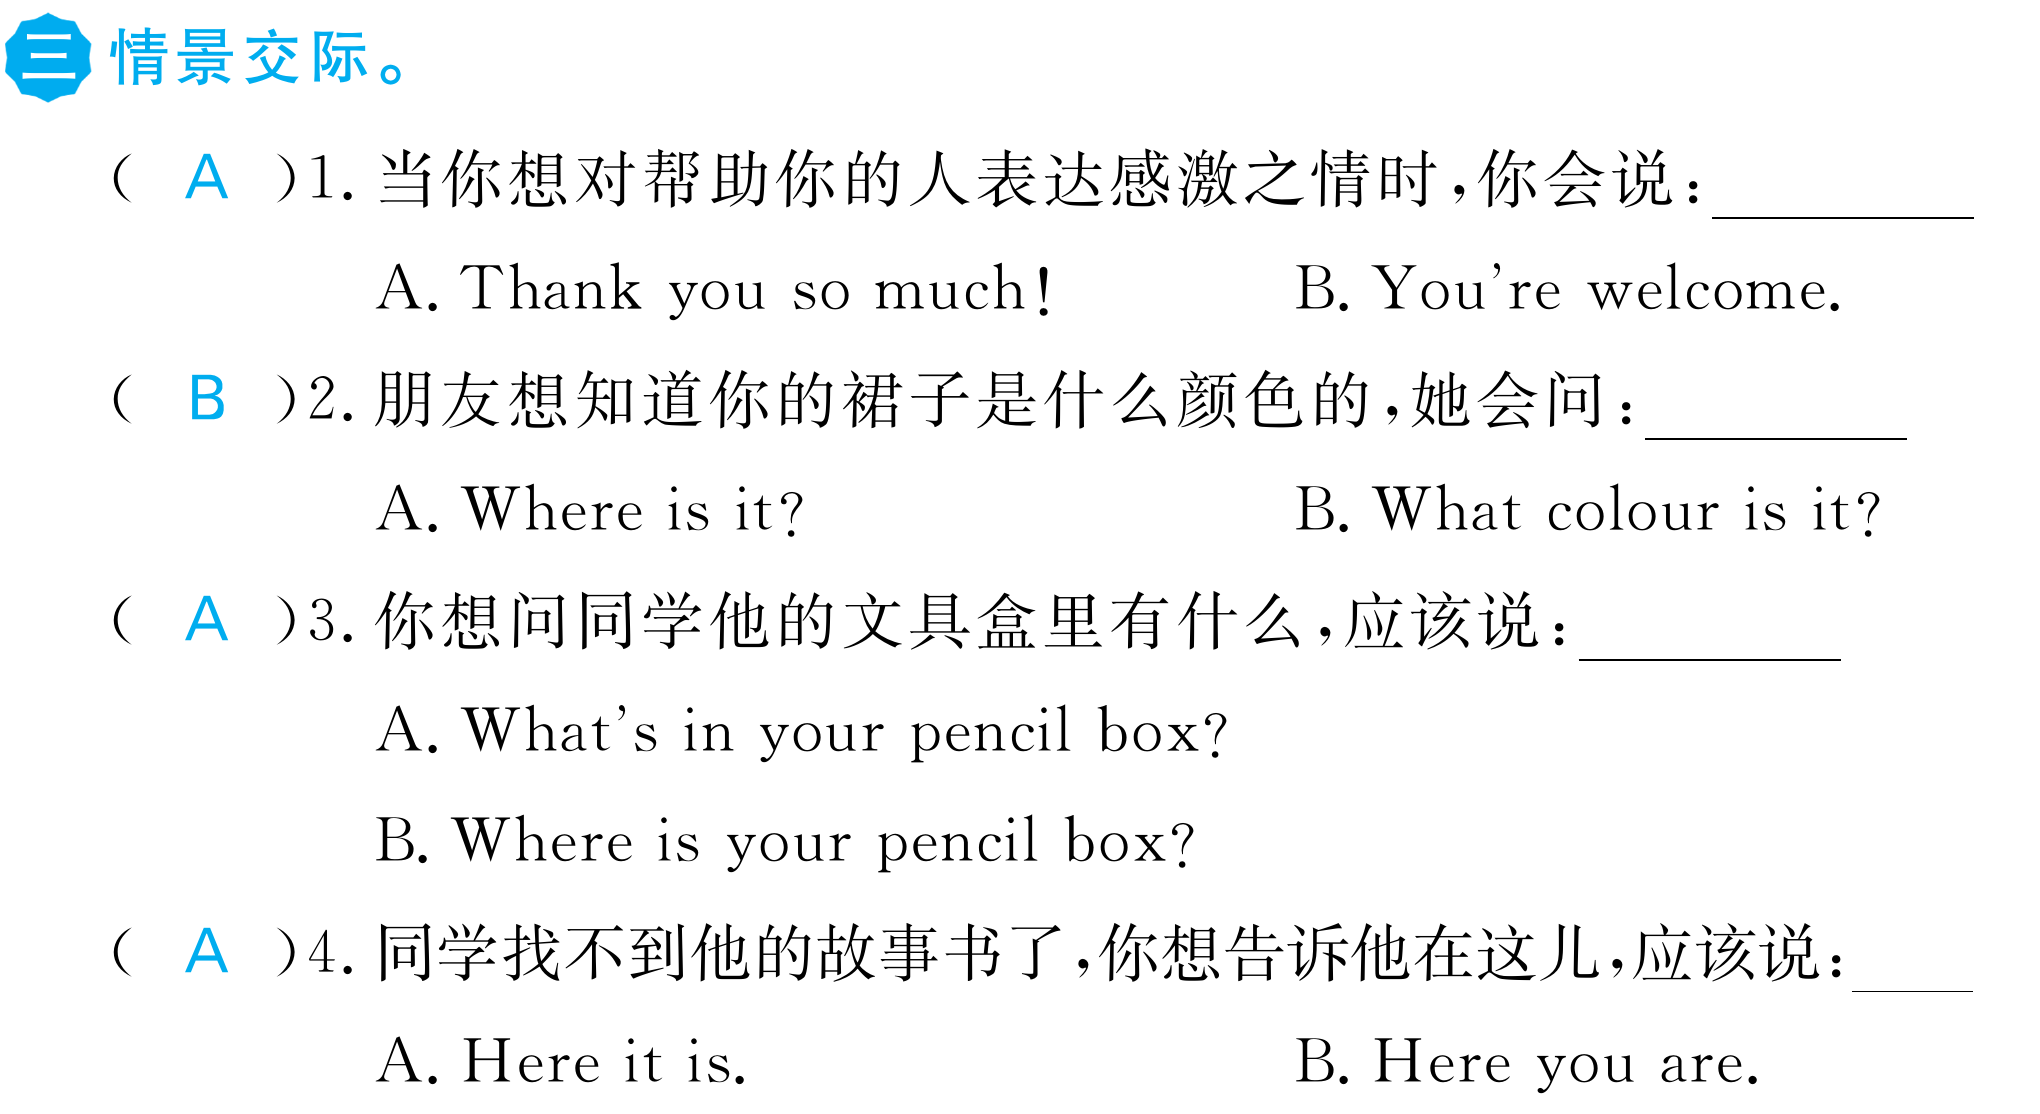 三 情景交际。
( A )1. 当你想对帮助你的人表达感激之情时,你会说:________
A. Thank you so much! B. You're welcome.
( B )2. 朋友想知道你的裙子是什么颜色的,她会问:________
A. Where is it? B. What colour is it?
( A )3. 你想问同学他的文具盒里有什么,应该说:________
A. What's in your pencil box?
B. Where is your pencil box?
( A )4. 同学找不到他的故事书了,你想告诉他在这儿,应该说:____
A. Here it is. B. Here you are.